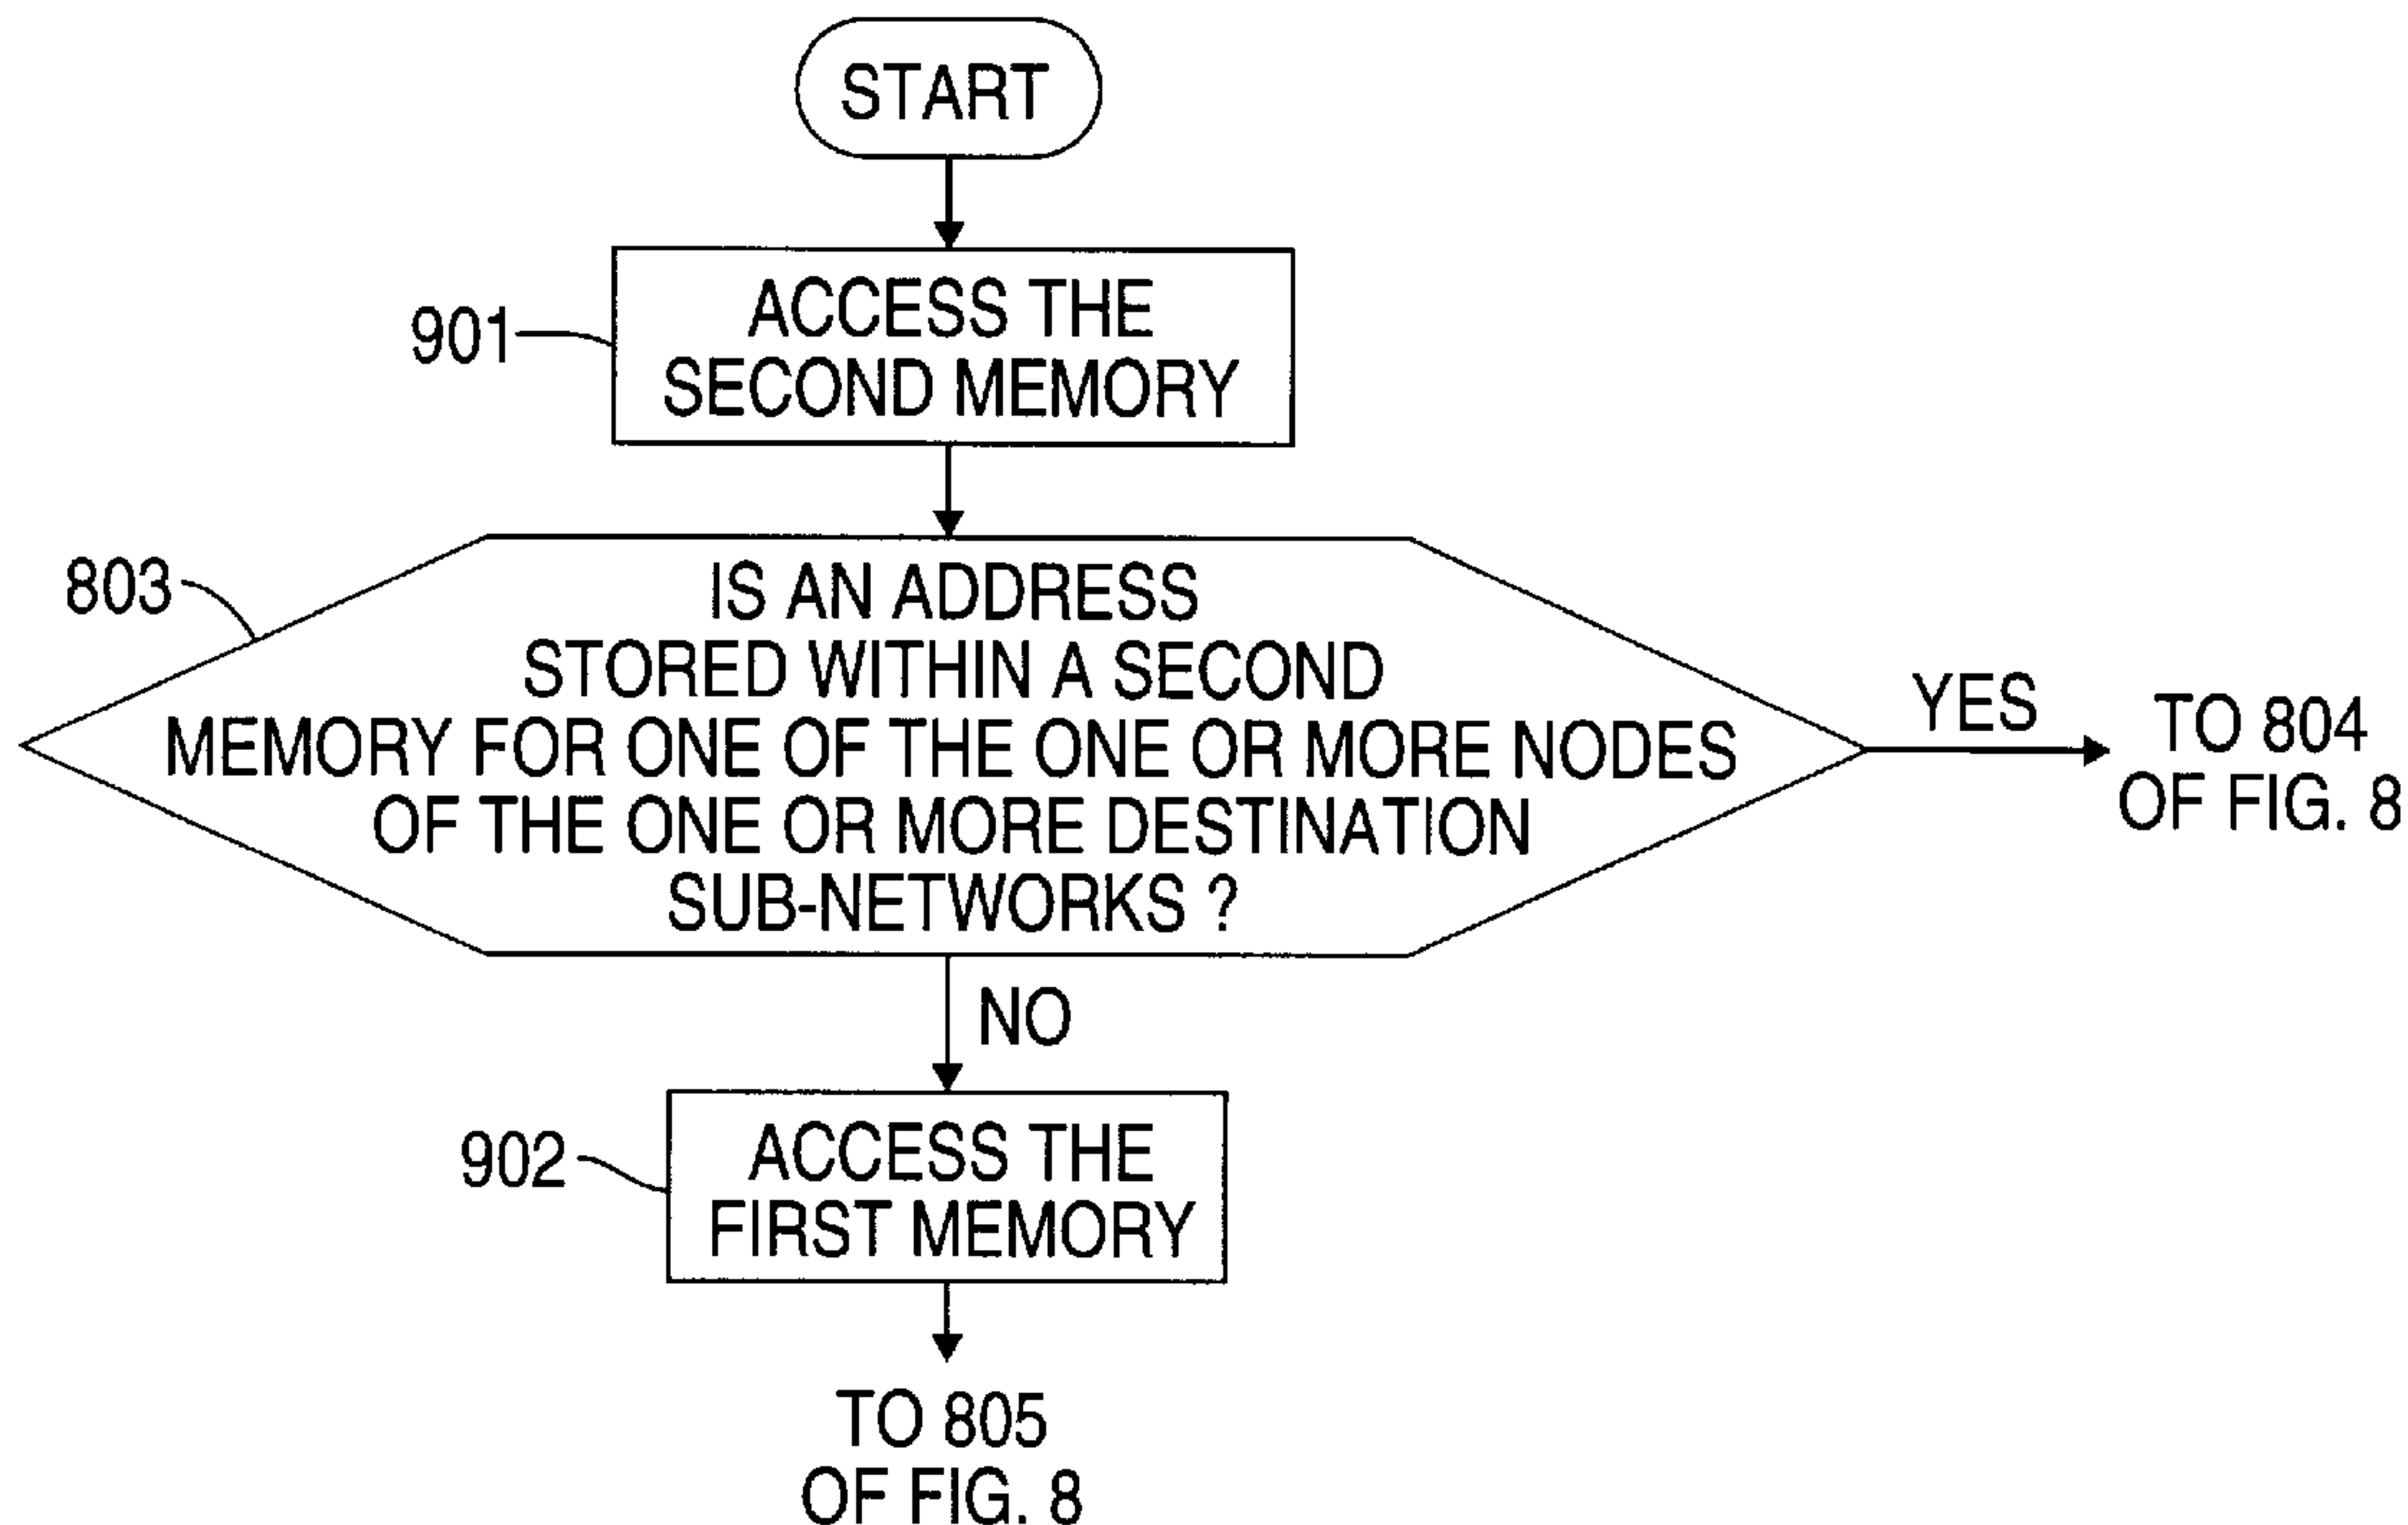 START
901
ACCESS THE
SECOND MEMORY
803
IS AN ADDRESS
STORED WITHIN A SECOND
MEMORY FOR ONE OF THE ONE OR MORE NODES
OF THE ONE OR MORE DESTINATION
SUB-NETWORKS ?
YES
TO 804
OF FIG. 8
NO
902
ACCESS THE
FIRST MEMORY
TO 805
OF FIG. 8